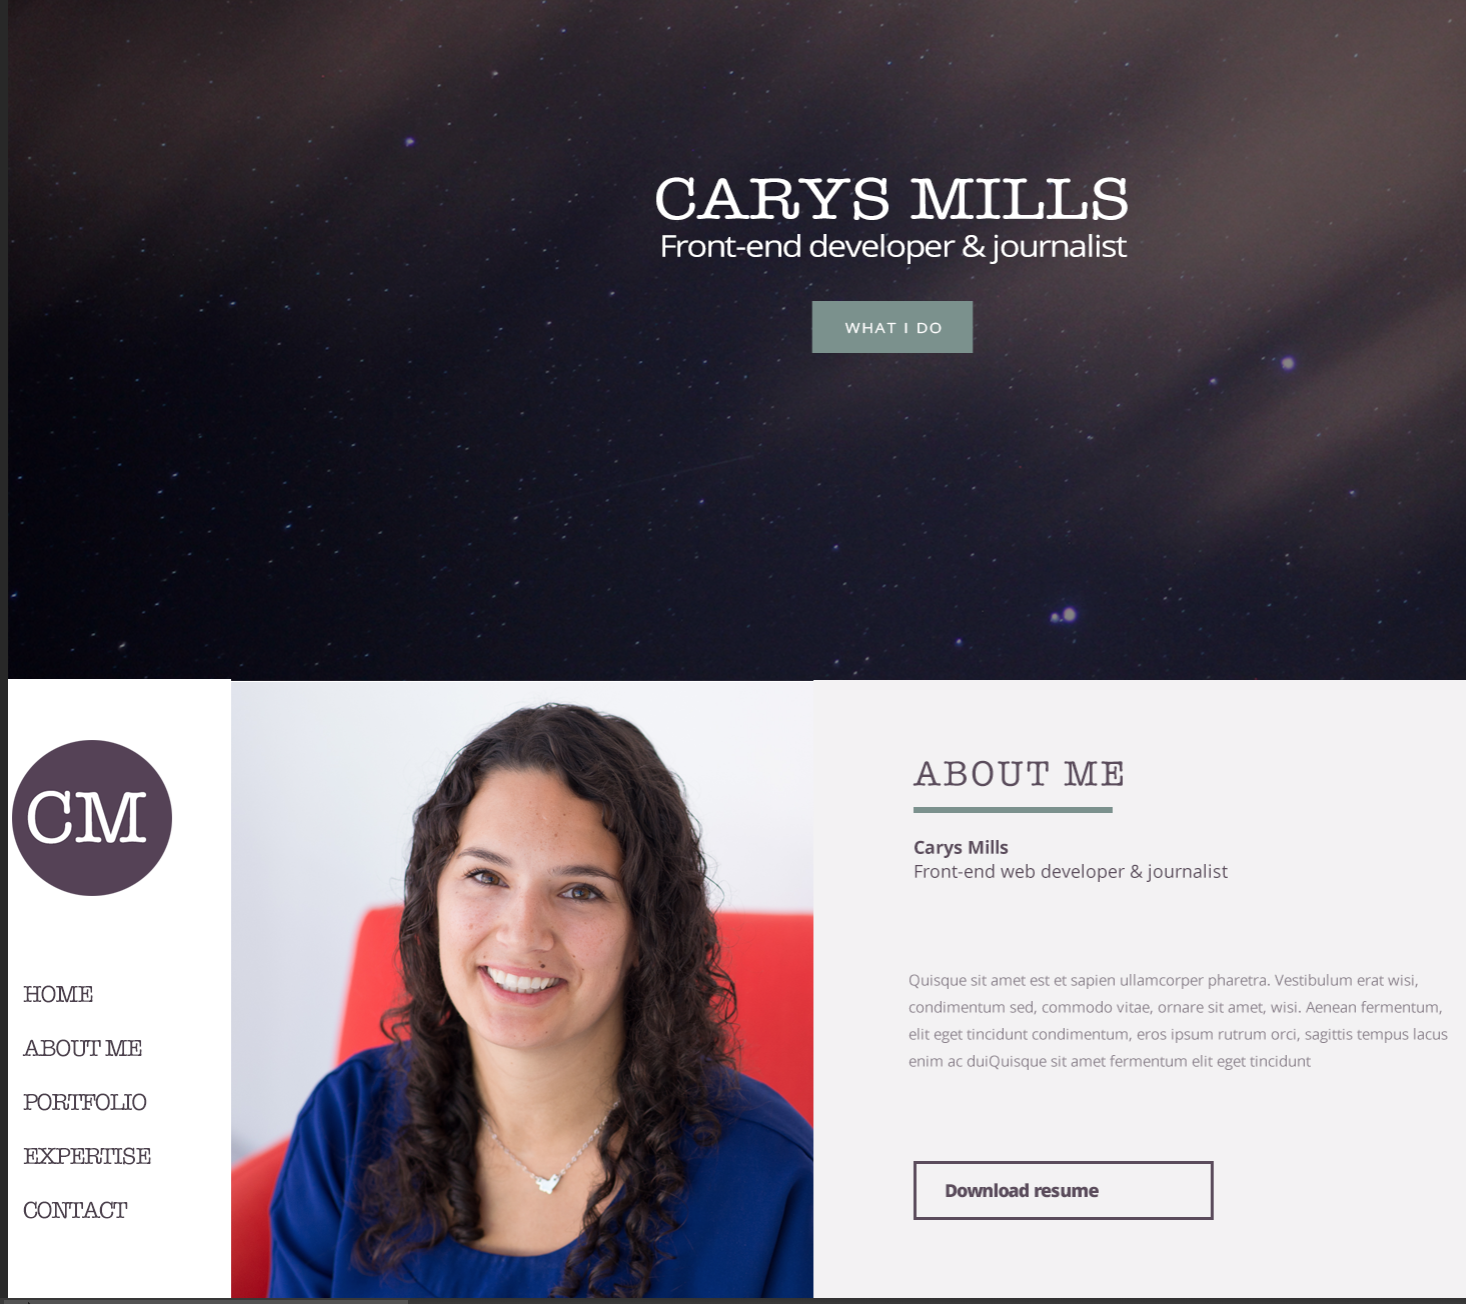 CARYS MILLS
Front-end developer & journalist
WHAT I DO
CM
HOME
ABOUT ME
PORTFOLIO
EXPERTISE
CONTACT
ABOUT ME
Carys Mills
Front-end web developer & journalist
Quisque sit amet est et sapien ullamcorper pharetra. Vestibulum erat wisi,
condimentum sed, commodo vitae, ornare sit amet, wisi. Aenean fermentum,
elit eget tincidunt condimentum, eros ipsum rutrum orci, sagittis tempus lacus
enim ac duiQuisque sit amet fermentum elit eget tincidunt
Download resume